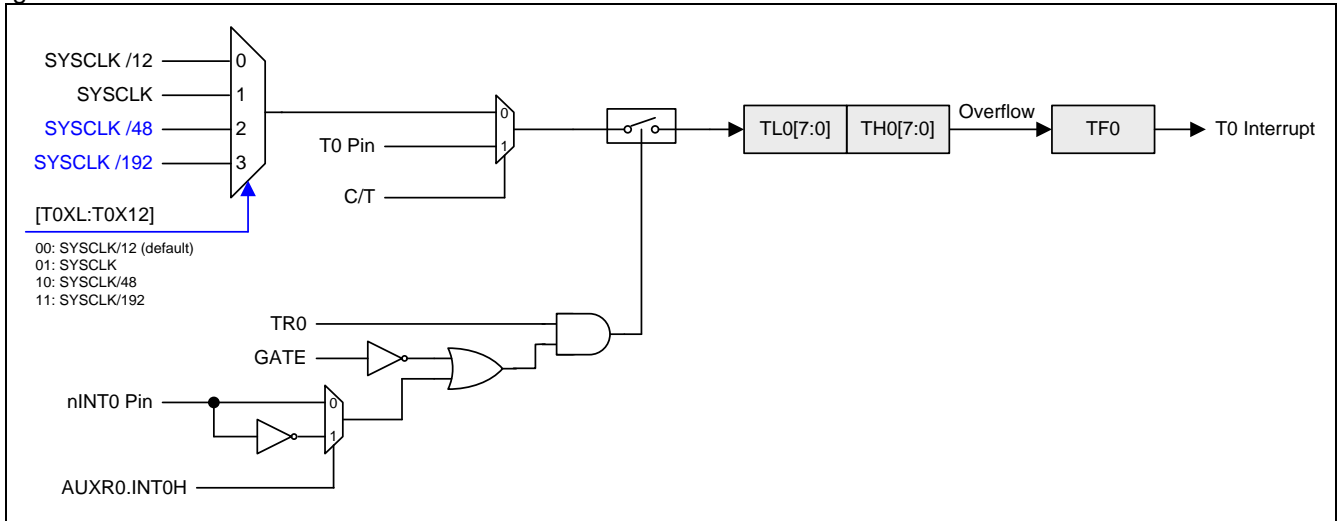 SYSCLK /12
0
SYSCLK
1
SYSCLK /48
2
SYSCLK /192
3
[T0XL:T0X12]
00: SYSCLK/12 (default)
01: SYSCLK
10: SYSCLK/48
11: SYSCLK/192
0
T0 Pin
1
C/T
TL0[7:0]
TH0[7:0]
Overflow
TF0
T0 Interrupt
TR0
GATE
nINT0 Pin
0
1
AUXR0.INT0H